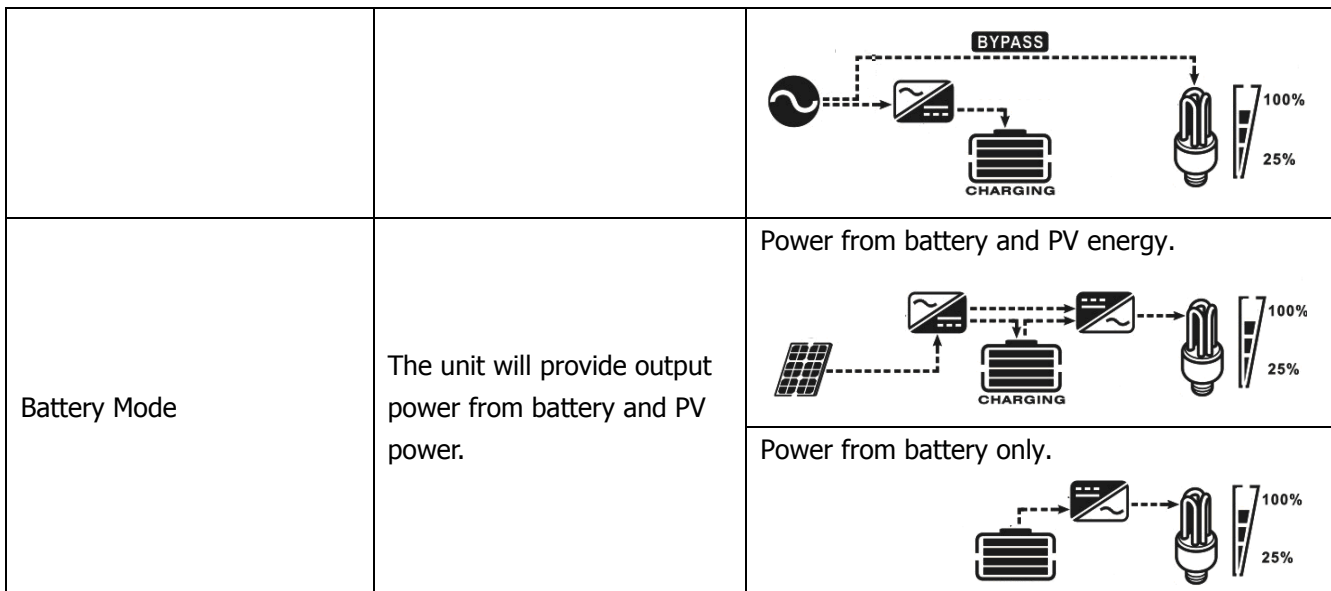 BYPASS
100%
25%
CHARGING
Battery Mode
The unit will provide output
power from battery and PV
power.
Power from battery and PV energy.
100%
25%
CHARGING
Power from battery only.
100%
25%